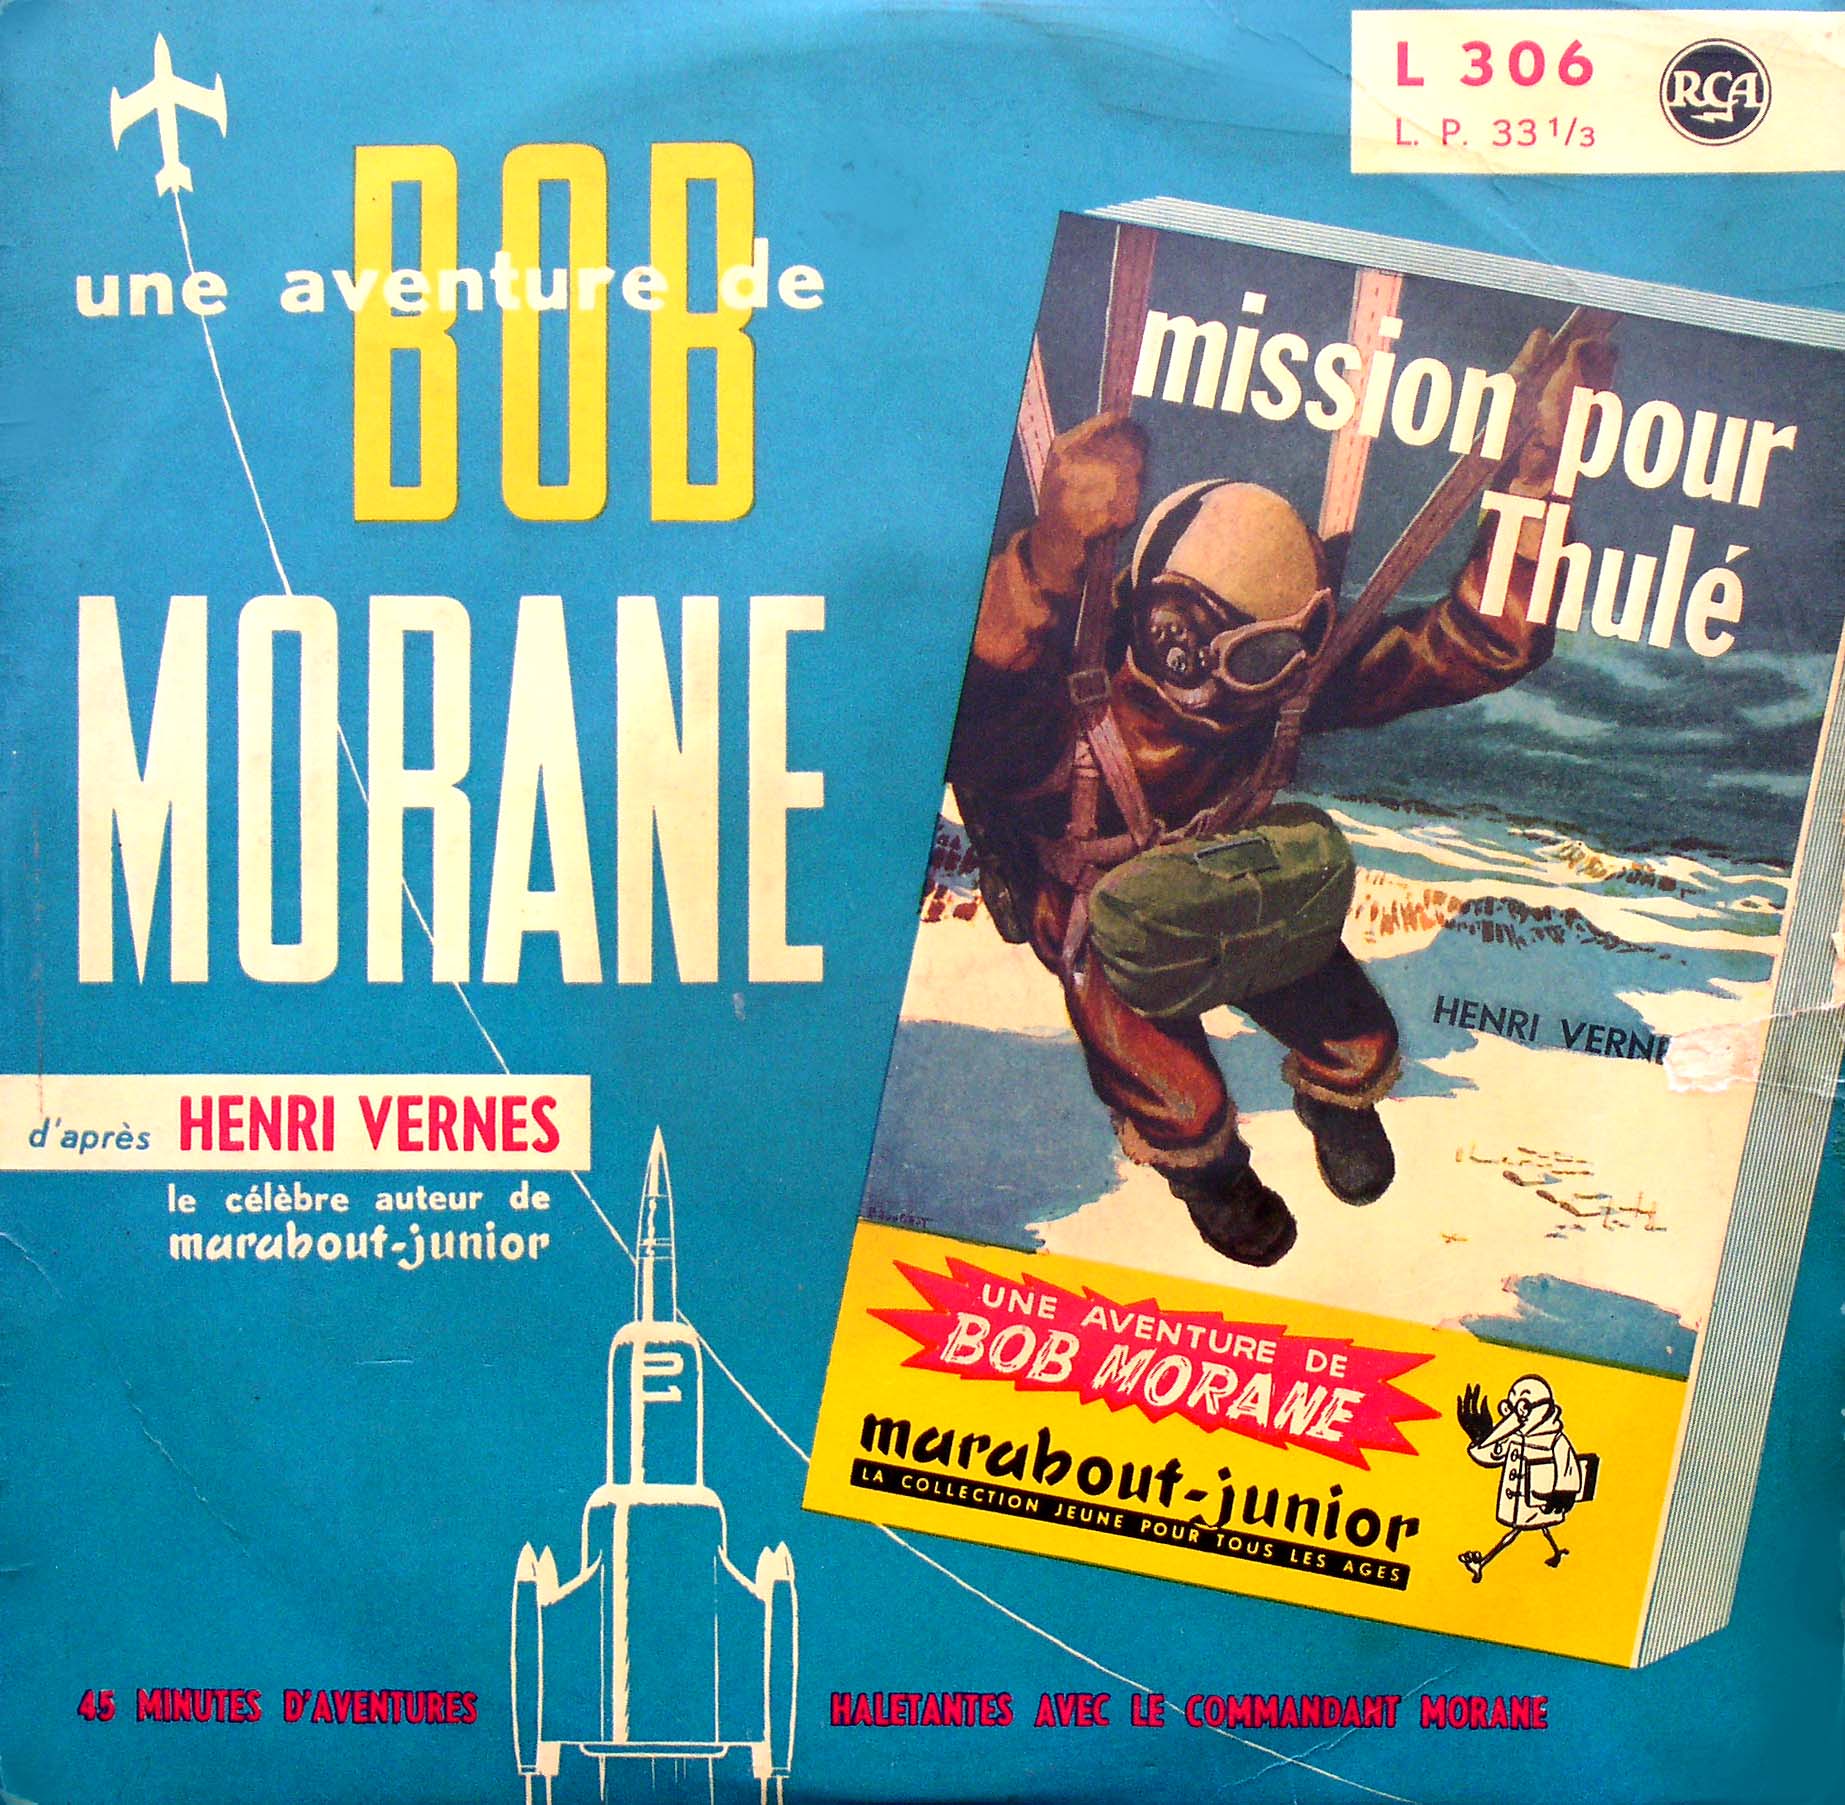 L 306
L. P. 33 1/3
RCA
une aventure de
BOB
MORANE
d'après HENRI VERNES
le célèbre auteur de
marabout-junior
mission pour
Thulé
HENRI VERNE
UNE AVENTURE DE
BOB MORANE
marabout-junior
LA COLLECTION JEUNE POUR TOUS LES AGES
45 MINUTES D'AVENTURES HALETANTES AVEC LE COMMANDANT MORANE